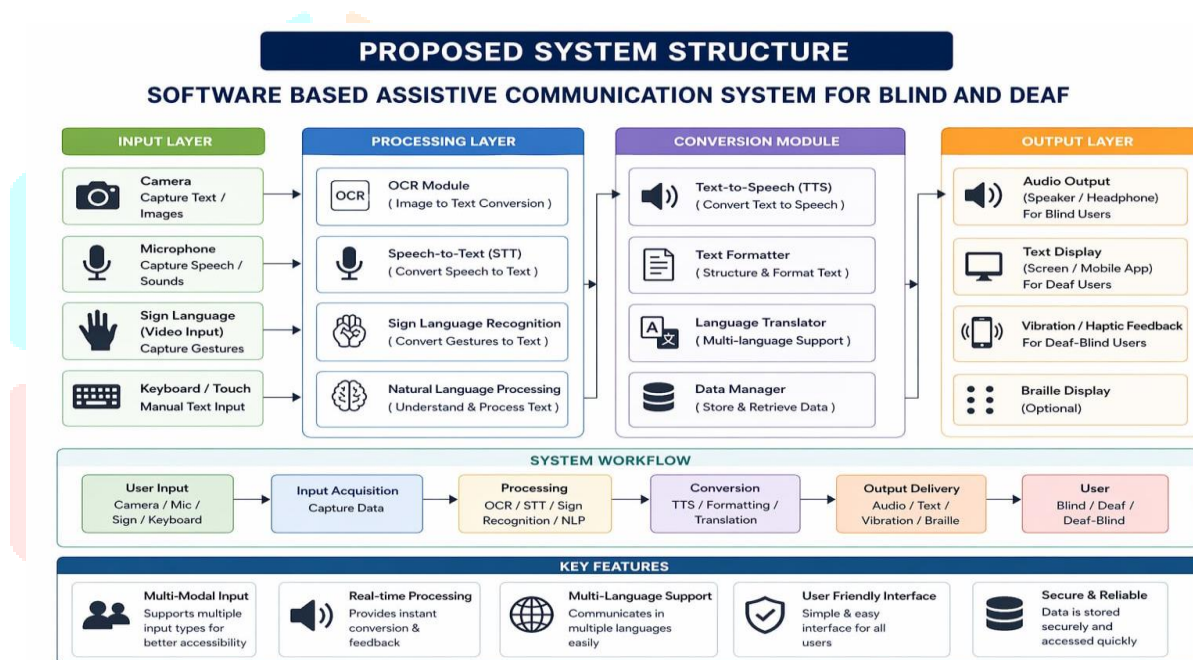 PROPOSED SYSTEM STRUCTURE
SOFTWARE BASED ASSISTIVE COMMUNICATION SYSTEM FOR BLIND AND DEAF
INPUT LAYER
Camera
Capture Text /
Images
Microphone
Capture Speech /
Sounds
Sign Language
(Video Input)
Capture Gestures
Keyboard / Touch
Manual Text Input
PROCESSING LAYER
OCR
OCR Module
( Image to Text Conversion )
Speech-to-Text (STT)
( Convert Speech to Text )
Sign Language Recognition
( Convert Gestures to Text )
Natural Language Processing
( Understand & Process Text )
CONVERSION MODULE
Text-to-Speech (TTS)
( Convert Text to Speech )
Text Formatter
( Structure & Format Text )
A 文
Language Translator
( Multi-language Support )
Data Manager
( Store & Retrieve Data )
OUTPUT LAYER
Audio Output
(Speaker / Headphone)
For Blind Users
Text Display
(Screen / Mobile App)
For Deaf Users
Vibration / Haptic Feedback
For Deaf-Blind Users
Braille Display
(Optional)
SYSTEM WORKFLOW
User Input
Camera / Mic /
Sign / Keyboard
Input Acquisition
Capture Data
Processing
OCR / STT / Sign
Recognition / NLP
Conversion
TTS / Formatting /
Translation
Output Delivery
Audio / Text /
Vibration / Braille
User
Blind / Deaf /
Deaf-Blind
KEY FEATURES
Multi-Modal Input
Supports multiple
input types for
better accessibility
Real-time Processing
Provides instant
conversion &
feedback
Multi-Language Support
Communicates in
multiple languages
easily
User Friendly Interface
Simple & easy
interface for all
users
Secure & Reliable
Data is stored
securely and
accessed quickly